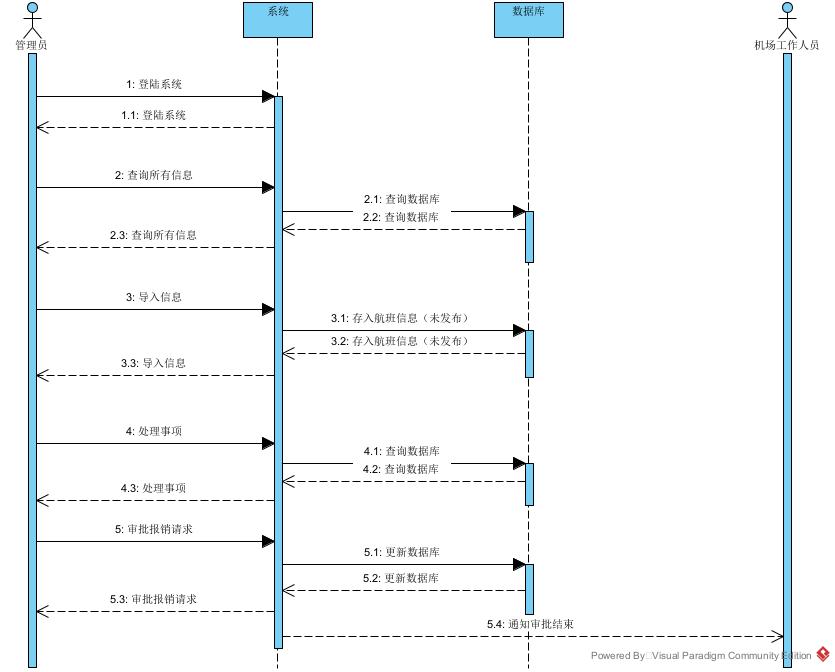 管理员
系统
数据库
机场工作人员
1: 登陆系统
1.1: 登陆系统
2: 查询所有信息
2.1: 查询数据库
2.2: 查询数据库
2.3: 查询所有信息
3: 导入信息
3.1: 存入航班信息（未发布）
3.2: 存入航班信息（未发布）
3.3: 导入信息
4: 处理事项
4.1: 查询数据库
4.2: 查询数据库
4.3: 处理事项
5: 审批报销请求
5.1: 更新数据库
5.2: 更新数据库
5.3: 审批报销请求
5.4: 通知审批结束
Powered By Visual Paradigm Community Edition